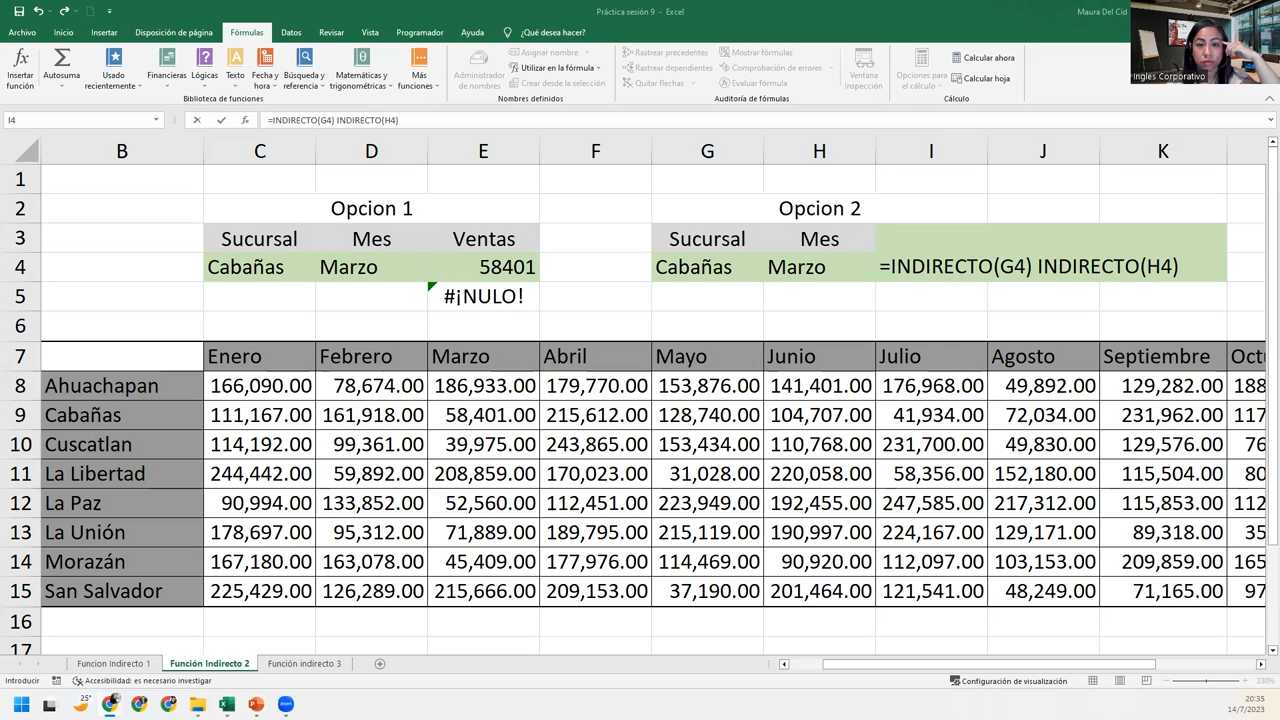 Práctica sesión 9 - Excel
Maura Del Cid
Archivo Inicio Insertar Disposición de página Fórmulas Datos Revisar Vista Programador Ayuda ¿Qué desea hacer?
Insertar función
Autosuma
Usado recientemente
Financieras
Lógicas
Texto
Fecha y hora
Búsqueda y referencia
Matemáticas y trigonométricas
Más funciones
Biblioteca de funciones
Administrador de nombres
Asignar nombre
Utilizar en la fórmula
Crear desde la selección
Nombres definidos
Rastrear precedentes
Rastrear dependientes
Quitar flechas
Mostrar fórmulas
Comprobación de errores
Evaluar fórmula
Auditoría de fórmulas
Ventana Inspección
Opciones para el cálculo
Calcular ahora
Calcular hoja
Cálculo
Ingles Corporativo
I4 =INDIRECTO(G4) INDIRECTO(H4)
B C D E F G H I J K
1
2 Opcion 1 Opcion 2
3 Sucursal Mes Ventas Sucursal Mes
4 Cabañas Marzo 58401 Cabañas Marzo =INDIRECTO(G4) INDIRECTO(H4)
5 #¡NULO!
6
7 Enero Febrero Marzo Abril Mayo Junio Julio Agosto Septiembre Oct
8 Ahuachapan 166,090.00 78,674.00 186,933.00 179,770.00 153,876.00 141,401.00 176,968.00 49,892.00 129,282.00 188
9 Cabañas 111,167.00 161,918.00 58,401.00 215,612.00 128,740.00 104,707.00 41,934.00 72,034.00 231,962.00 117
10 Cuscatlan 114,192.00 99,361.00 39,975.00 243,865.00 153,434.00 110,768.00 231,700.00 49,830.00 129,576.00 76
11 La Libertad 244,442.00 59,892.00 208,859.00 170,023.00 31,028.00 220,058.00 58,356.00 152,180.00 115,504.00 80
12 La Paz 90,994.00 133,852.00 52,560.00 112,451.00 223,949.00 192,455.00 247,585.00 217,312.00 115,853.00 112
13 La Unión 178,697.00 95,312.00 71,889.00 189,795.00 215,119.00 190,997.00 224,167.00 129,171.00 89,318.00 35
14 Morazán 167,180.00 163,078.00 45,409.00 177,976.00 114,469.00 90,920.00 112,097.00 103,153.00 209,859.00 165
15 San Salvador 225,429.00 126,289.00 215,666.00 209,153.00 37,190.00 201,464.00 121,541.00 48,249.00 71,165.00 97
16
17
Funcion Indirecto 1 Función Indirecto 2 Función indirecto 3
Introducir Accesibilidad: es necesario investigar Configuración de visualización 230%
25°
zoom
20:35
14/7/2023